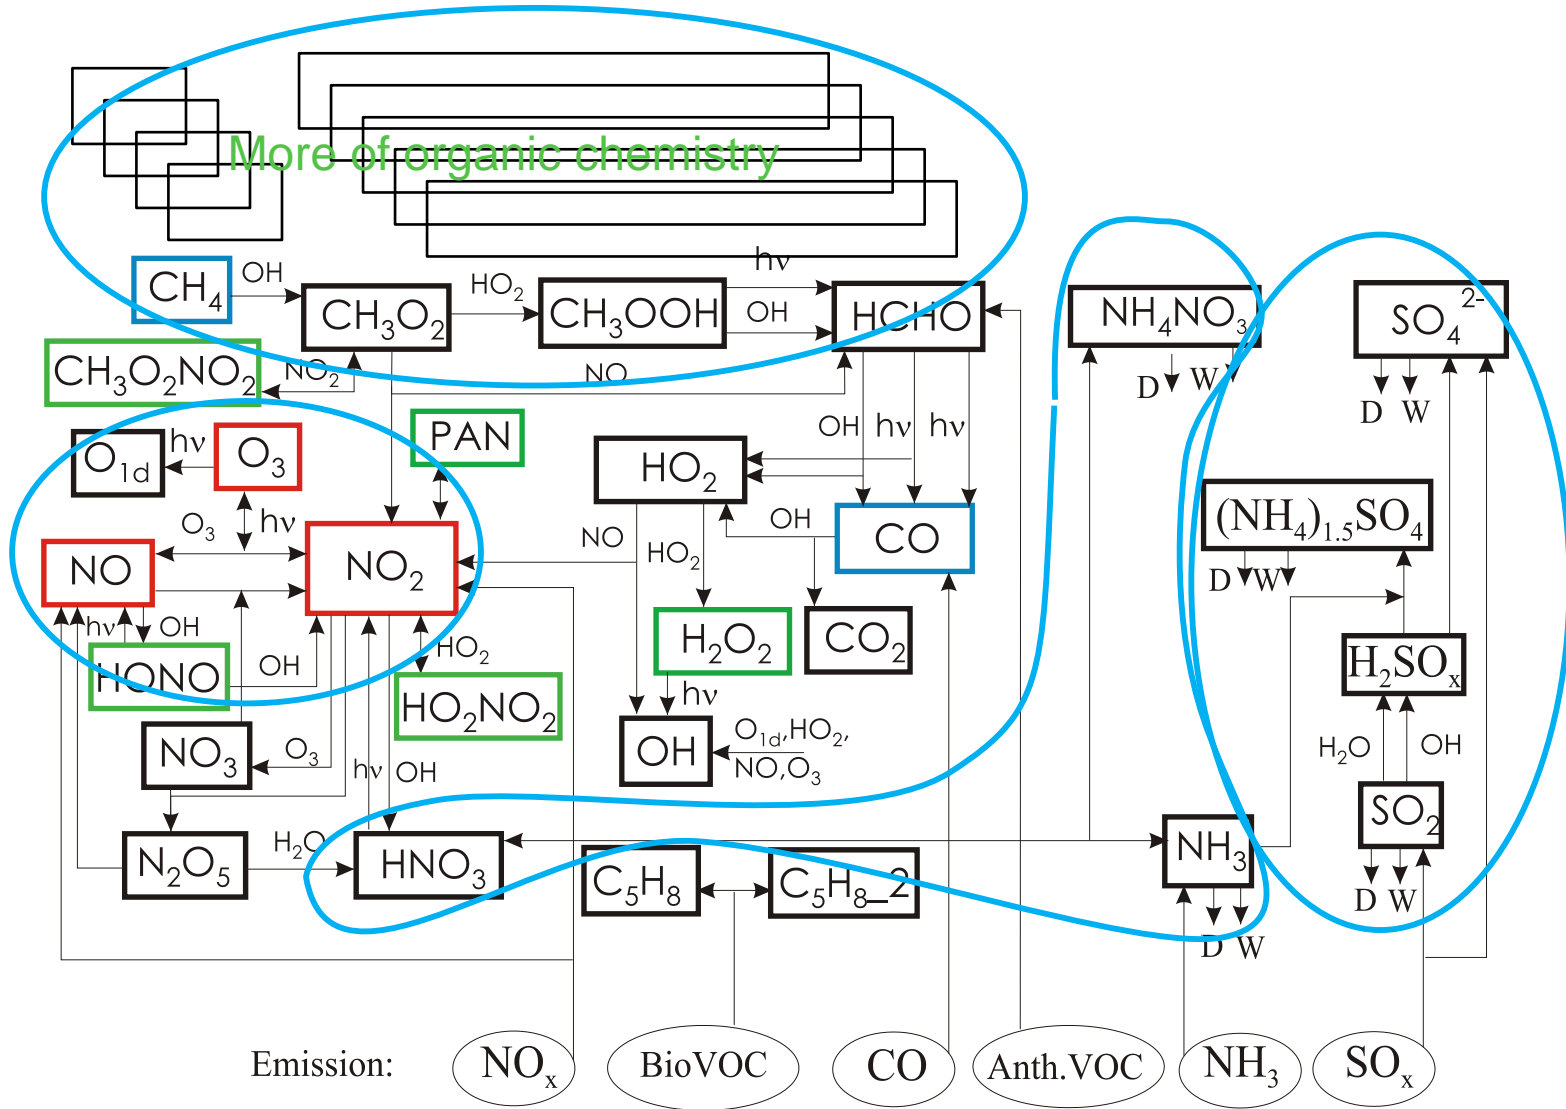 More of organic chemistry
CH₄
OH
CH₃O₂
HO₂
CH₃OOH
hν
OH
HCHO
NH₄NO₃
D
W
SO₄²⁻
D
W
CH₃O₂NO₂
NO₂
NO
PAN
O₁d
hν
O₃
O₃
hν
NO
NO₂
HO₂
OH
hν
hν
NO
HO₂
OH
CO
(NH₄)₁.₅SO₄
D
W
hν
OH
HONO
OH
HO₂
HO₂NO₂
H₂O₂
hν
CO₂
H₂SOₓ
H₂O
OH
NO₃
O₃
hν
OH
OH
O₁d,HO₂,
NO,O₃
SO₂
D
W
N₂O₅
H₂O
HNO₃
C₅H₈
C₅H₈_2
NH₃
D
W
Emission:
NOₓ
BioVOC
CO
Anth.VOC
NH₃
SOₓ